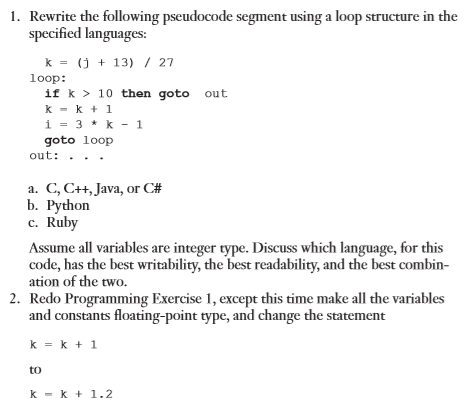 1. Rewrite the following pseudocode segment using a loop structure in the
specified languages:
k = (j + 13) / 27
loop:
if k > 10 then goto out
k = k + 1
i = 3 * k - 1
goto loop
out: . . .
a. C, C++, Java, or C#
b. Python
c. Ruby
Assume all variables are integer type. Discuss which language, for this
code, has the best writability, the best readability, and the best combin-
ation of the two.
2. Redo Programming Exercise 1, except this time make all the variables
and constants floating-point type, and change the statement
k = k + 1
to
k = k + 1.2